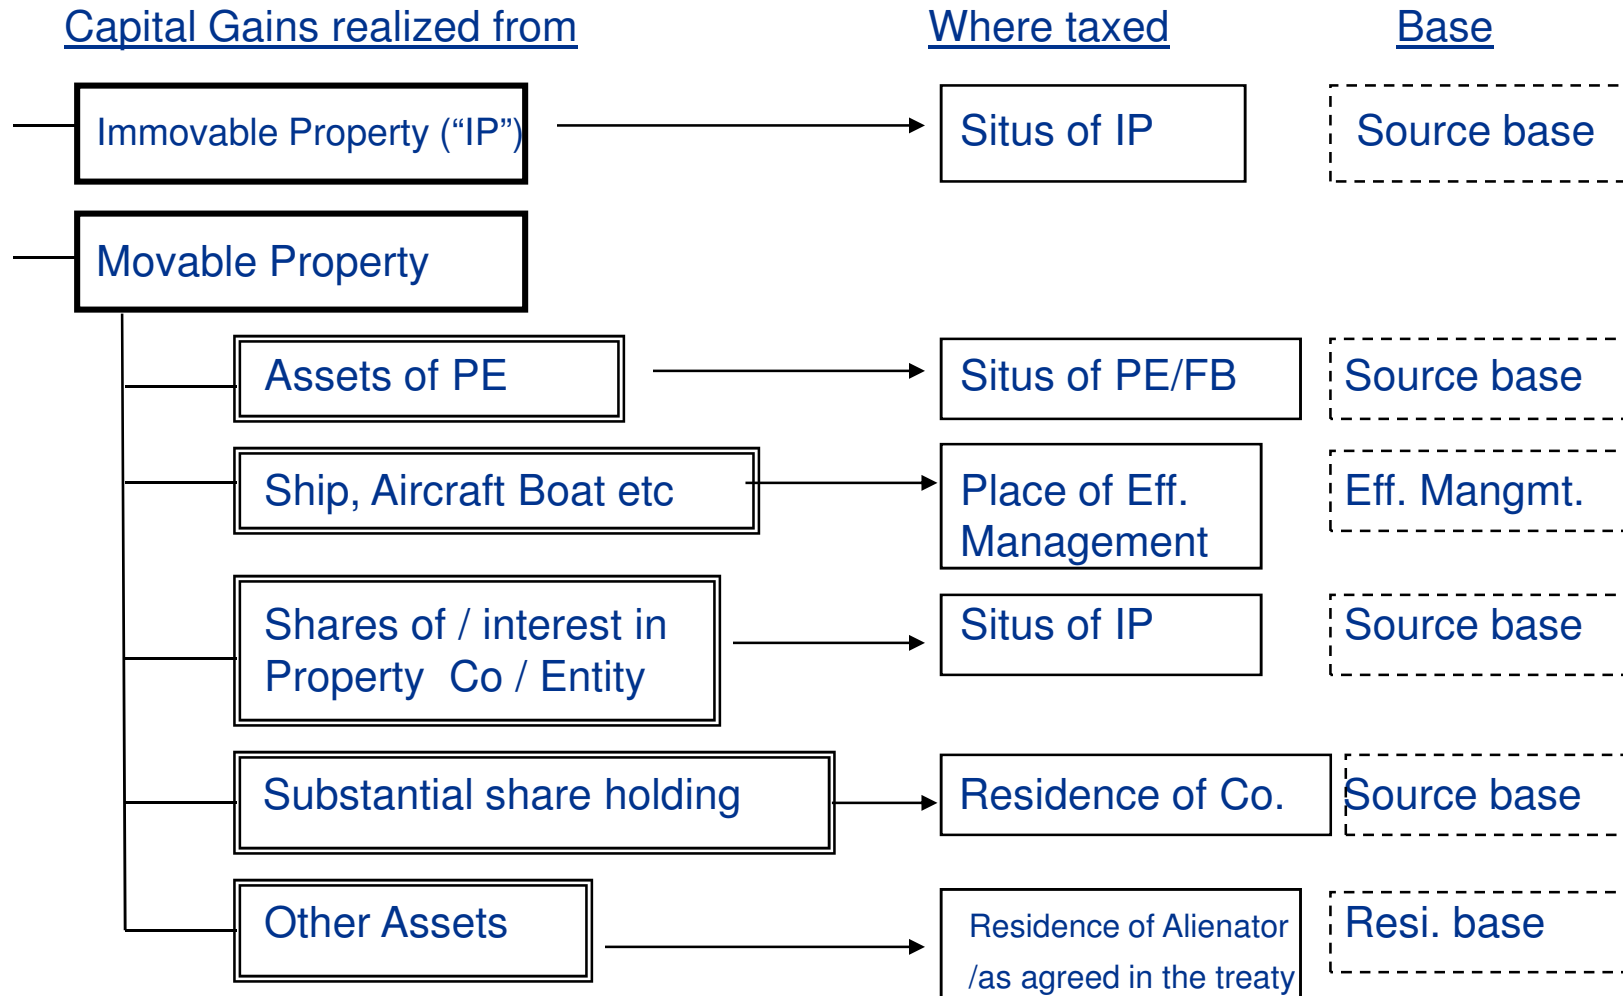 Capital Gains realized from
Where taxed
Base
Immovable Property (“IP”)
Situs of IP
Source base
Movable Property
Assets of PE
Situs of PE/FB
Source base
Ship, Aircraft Boat etc
Place of Eff.
Management
Eff. Mangmt.
Shares of / interest in
Property Co / Entity
Situs of IP
Source base
Substantial share holding
Residence of Co.
Source base
Other Assets
Residence of Alienator
/as agreed in the treaty
Resi. base